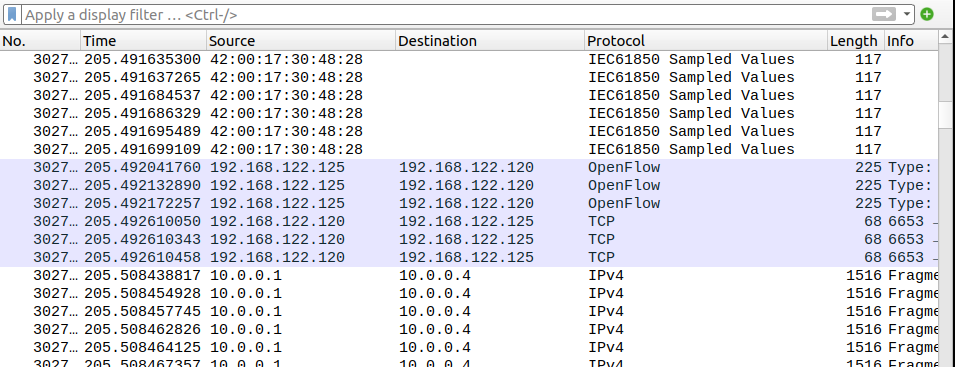 Apply a display filter … <Ctrl-/>
No. Time Source Destination Protocol Length Info
3027… 205.491635300 42:00:17:30:48:28 IEC61850 Sampled Values 117
3027… 205.491637265 42:00:17:30:48:28 IEC61850 Sampled Values 117
3027… 205.491684537 42:00:17:30:48:28 IEC61850 Sampled Values 117
3027… 205.491686329 42:00:17:30:48:28 IEC61850 Sampled Values 117
3027… 205.491695489 42:00:17:30:48:28 IEC61850 Sampled Values 117
3027… 205.491699109 42:00:17:30:48:28 IEC61850 Sampled Values 117
3027… 205.492041760 192.168.122.125 192.168.122.120 OpenFlow 225 Type:
3027… 205.492132890 192.168.122.125 192.168.122.120 OpenFlow 225 Type:
3027… 205.492172257 192.168.122.125 192.168.122.120 OpenFlow 225 Type:
3027… 205.492610050 192.168.122.120 192.168.122.125 TCP 68 6653 →
3027… 205.492610343 192.168.122.120 192.168.122.125 TCP 68 6653 →
3027… 205.492610458 192.168.122.120 192.168.122.125 TCP 68 6653 →
3027… 205.508438817 10.0.0.1 10.0.0.4 IPv4 1516 Fragme
3027… 205.508454928 10.0.0.1 10.0.0.4 IPv4 1516 Fragme
3027… 205.508457745 10.0.0.1 10.0.0.4 IPv4 1516 Fragme
3027… 205.508462826 10.0.0.1 10.0.0.4 IPv4 1516 Fragme
3027… 205.508464125 10.0.0.1 10.0.0.4 IPv4 1516 Fragme
3027… 205.508467357 10.0.0.1 10.0.0.4 IPv4 1516 Fragme